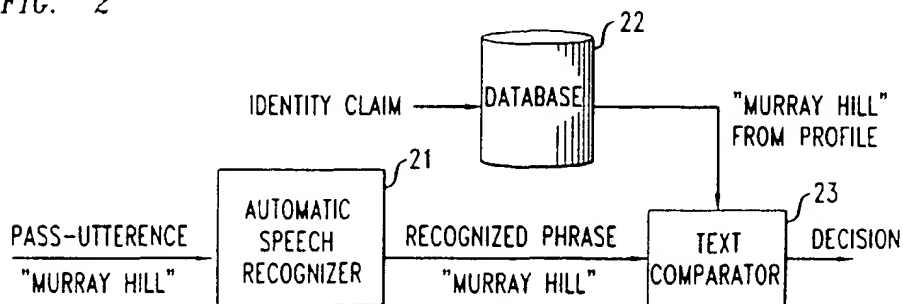 FIG. 2
22
IDENTITY CLAIM
DATABASE
"MURRAY HILL"
FROM PROFILE
21
23
PASS-UTTERENCE
"MURRAY HILL"
AUTOMATIC
SPEECH
RECOGNIZER
RECOGNIZED PHRASE
"MURRAY HILL"
TEXT
COMPARATOR
DECISION